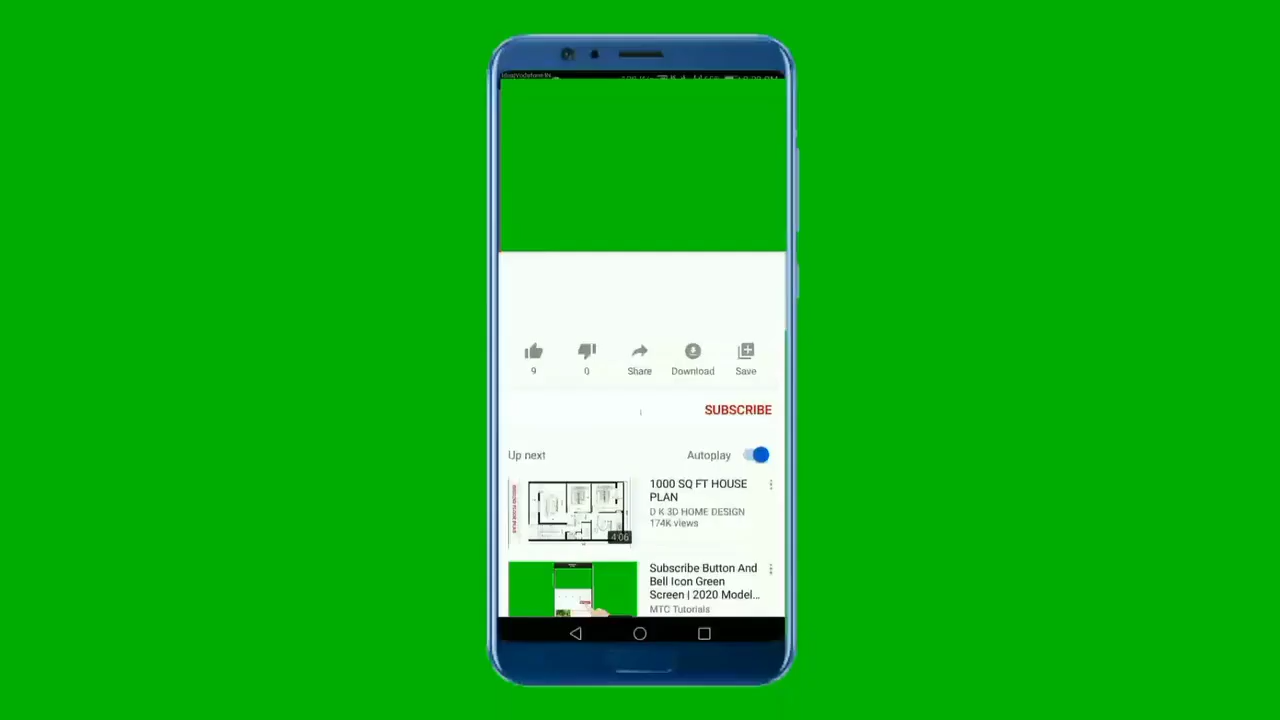 9
0
Share
Download
Save
SUBSCRIBE
Up next
Autoplay
1000 SQ FT HOUSE
PLAN
D K 3D HOME DESIGN
174K views
4:06
Subscribe Button And
Bell Icon Green
Screen | 2020 Model...
MTC Tutorials